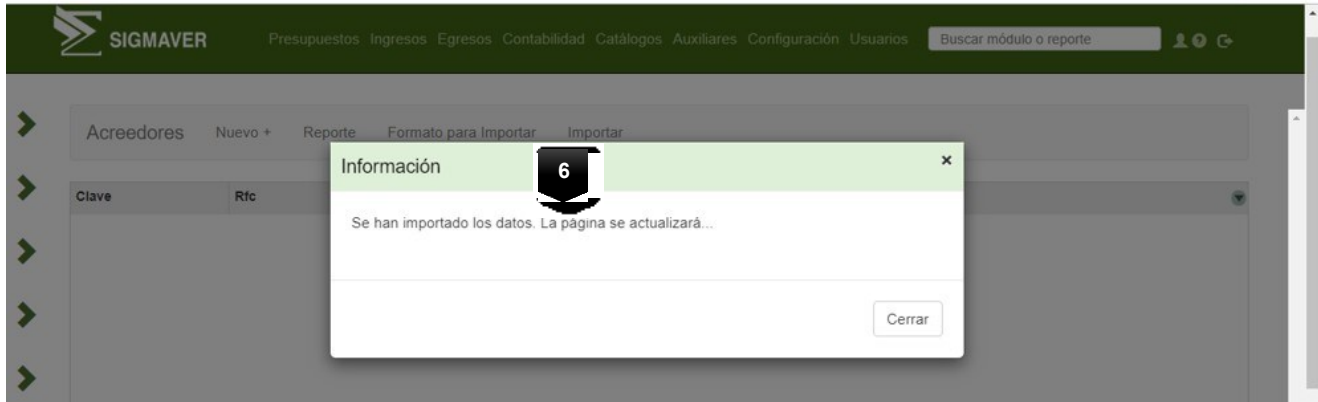 SIGMAVER Presupuestos Ingresos Egresos Contabilidad Catálogos Auxiliares Configuración Usuarios Buscar módulo o reporte
Acreedores Nuevo + Reporte Formato para Importar Importar
Información 6 ×
Clave Rfc
Se han importado los datos. La página se actualizará...
Cerrar